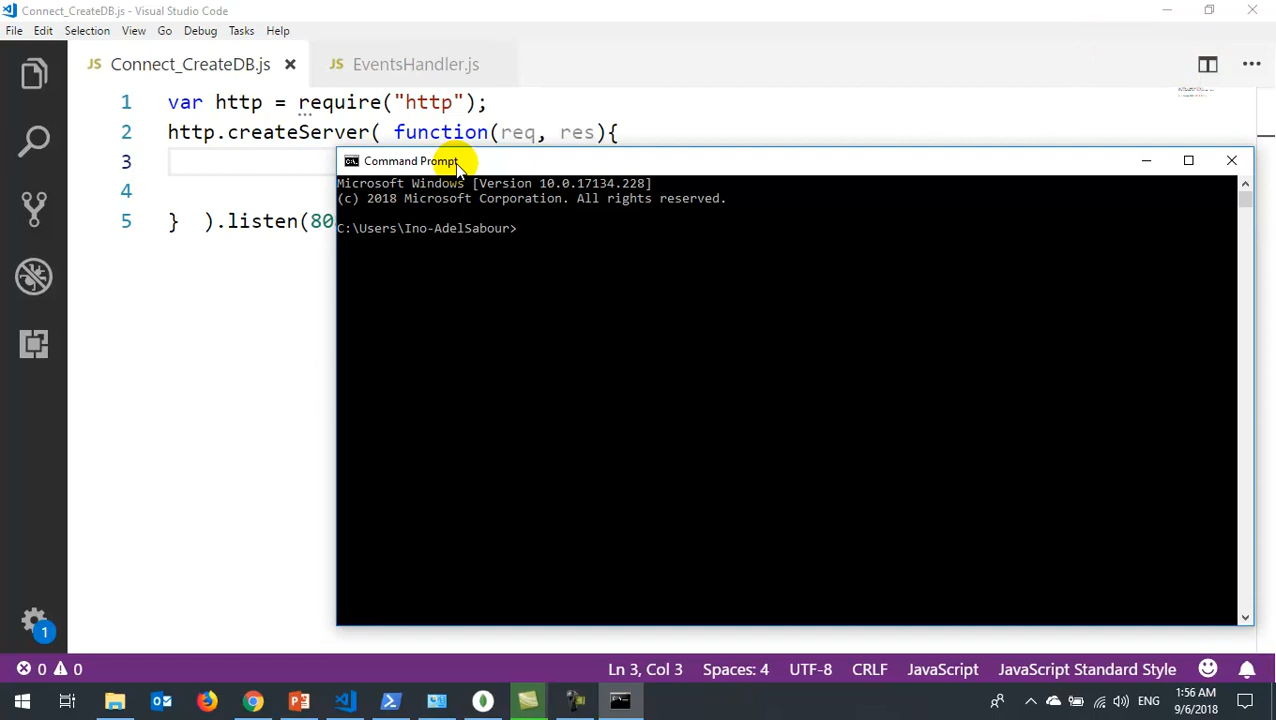 Connect_CreateDB.js - Visual Studio Code
File Edit Selection View Go Debug Tasks Help
JS Connect_CreateDB.js
JS EventsHandler.js
1 var http = require("http");
2 http.createServer( function(req, res){
3
4
5 } ).listen(80
Command Prompt
Microsoft Windows [Version 10.0.17134.228]
(c) 2018 Microsoft Corporation. All rights reserved.
C:\Users\Ino-AdelSabour>
1
0 0 Ln 3, Col 3 Spaces: 4 UTF-8 CRLF JavaScript JavaScript Standard Style
ENG
1:56 AM
9/6/2018